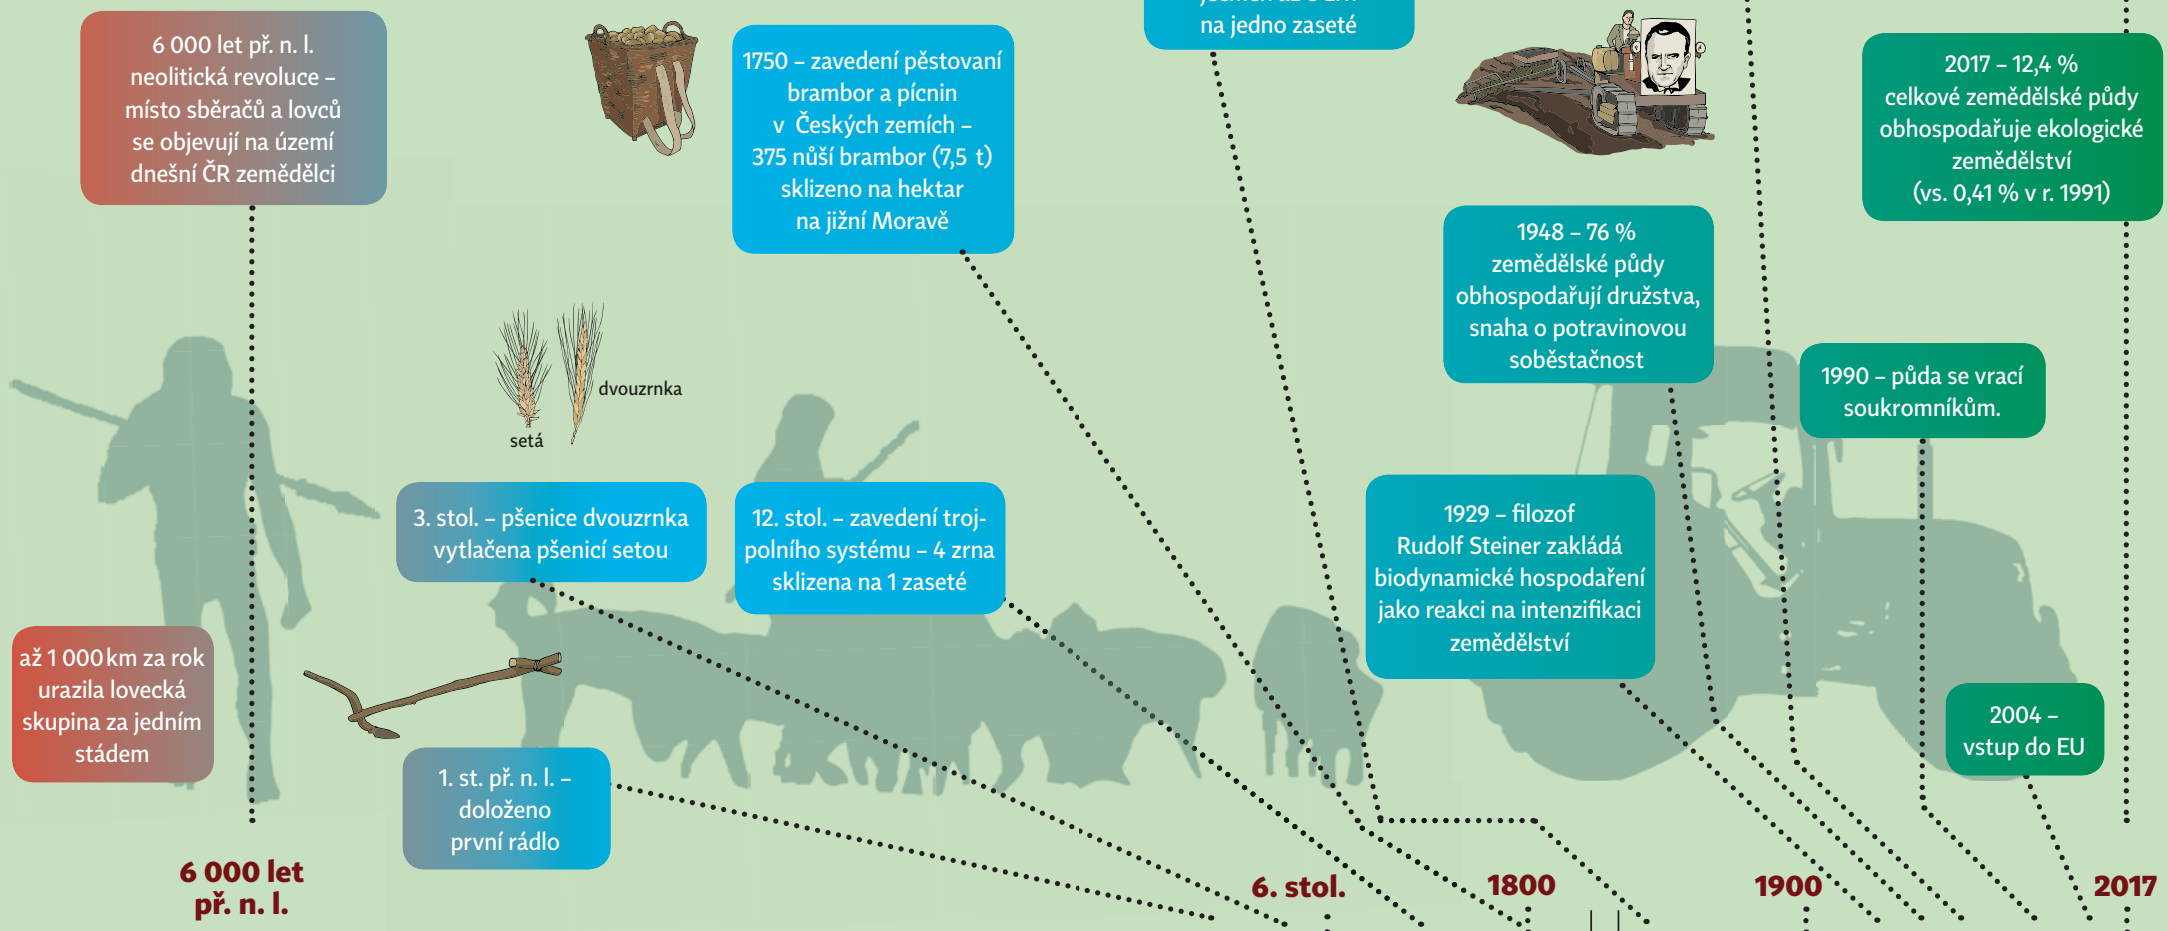 6 000 let př. n. l.
neolitická revoluce –
místo sběračů a lovců
se objevují na území
dnešní ČR zemědělci
1750 – zavedení pěstovaní
brambor a pícnin
v Českých zemích –
375 nůší brambor (7,5 t)
sklizeno na hektar
na jižní Moravě
na jedno zaseté
2017 – 12,4 %
celkové zemědělské půdy
obhospodařuje ekologické
zemědělství
(vs. 0,41 % v r. 1991)
1948 – 76 %
zemědělské půdy
obhospodařují družstva,
snaha o potravinovou
soběstačnost
1990 – půda se vrací
soukromníkům.
dvouzrnka
setá
3. stol. – pšenice dvouzrnka
vytlačena pšenicí setou
12. stol. – zavedení troj-
polního systému – 4 zrna
sklizena na 1 zaseté
1929 – filozof
Rudolf Steiner zakládá
biodynamické hospodaření
jako reakci na intenzifikaci
zemědělství
až 1 000 km za rok
urazila lovecká
skupina za jedním
stádem
1. st. př. n. l. –
doloženo
první rádlo
2004 –
vstup do EU
6 000 let
př. n. l.
6. stol.
1800
1900
2017